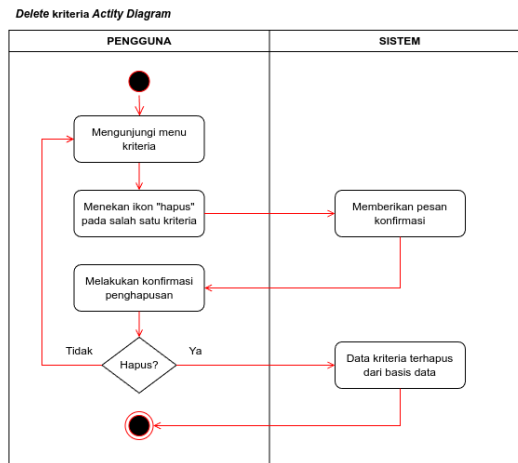 Delete kriteria Actity Diagram
PENGGUNA
SISTEM
Mengunjungi menu
kriteria
Menekan ikon "hapus"
pada salah satu kriteria
Memberikan pesan
konfirmasi
Melakukan konfirmasi
penghapusan
Tidak
Hapus?
Ya
Data kriteria terhapus
dari basis data